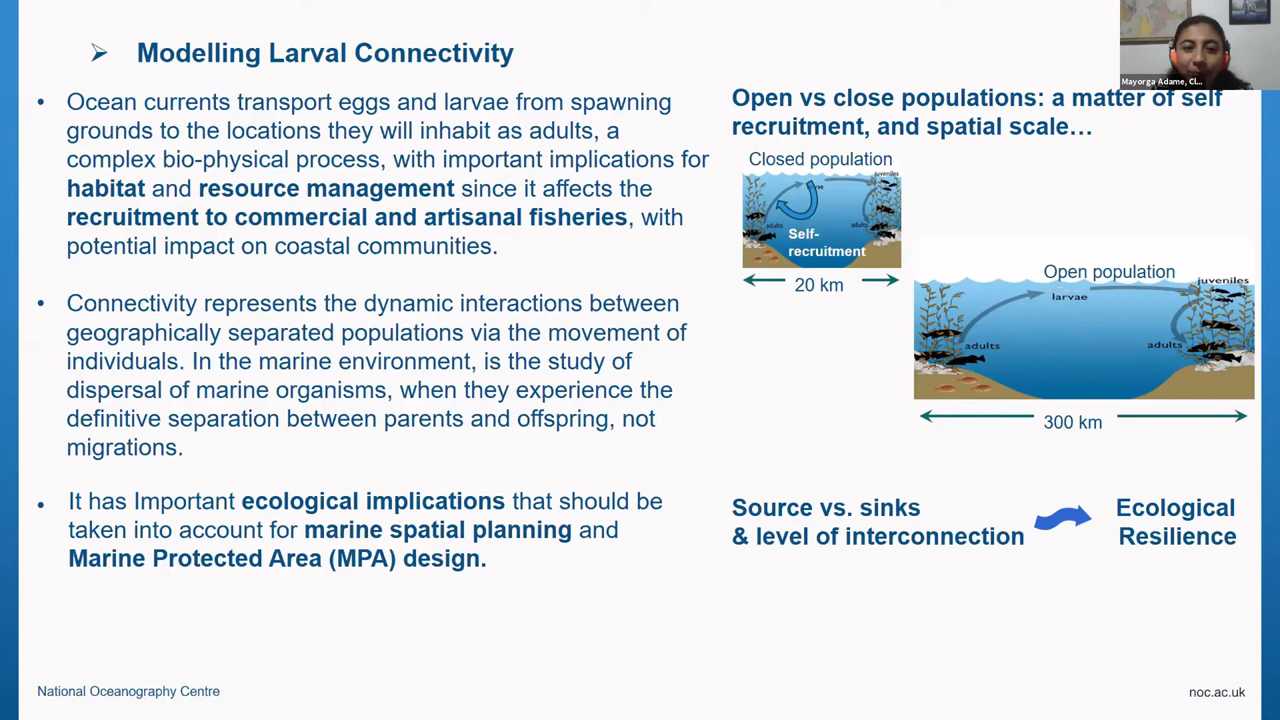 Modelling Larval Connectivity
Mayorga Adame, Cl...
• Ocean currents transport eggs and larvae from spawning
grounds to the locations they will inhabit as adults, a
complex bio-physical process, with important implications for
habitat and resource management since it affects the
recruitment to commercial and artisanal fisheries, with
potential impact on coastal communities.
• Connectivity represents the dynamic interactions between
geographically separated populations via the movement of
individuals. In the marine environment, is the study of
dispersal of marine organisms, when they experience the
definitive separation between parents and offspring, not
migrations.
• It has Important ecological implications that should be
taken into account for marine spatial planning and
Marine Protected Area (MPA) design.
Open vs close populations: a matter of self
recruitment, and spatial scale…
Closed population
juveniles
adults
adults
Self-
recruitment
20 km
Open population
juveniles
larvae
adults
adults
300 km
Source vs. sinks
& level of interconnection
Ecological
Resilience
National Oceanography Centre
noc.ac.uk